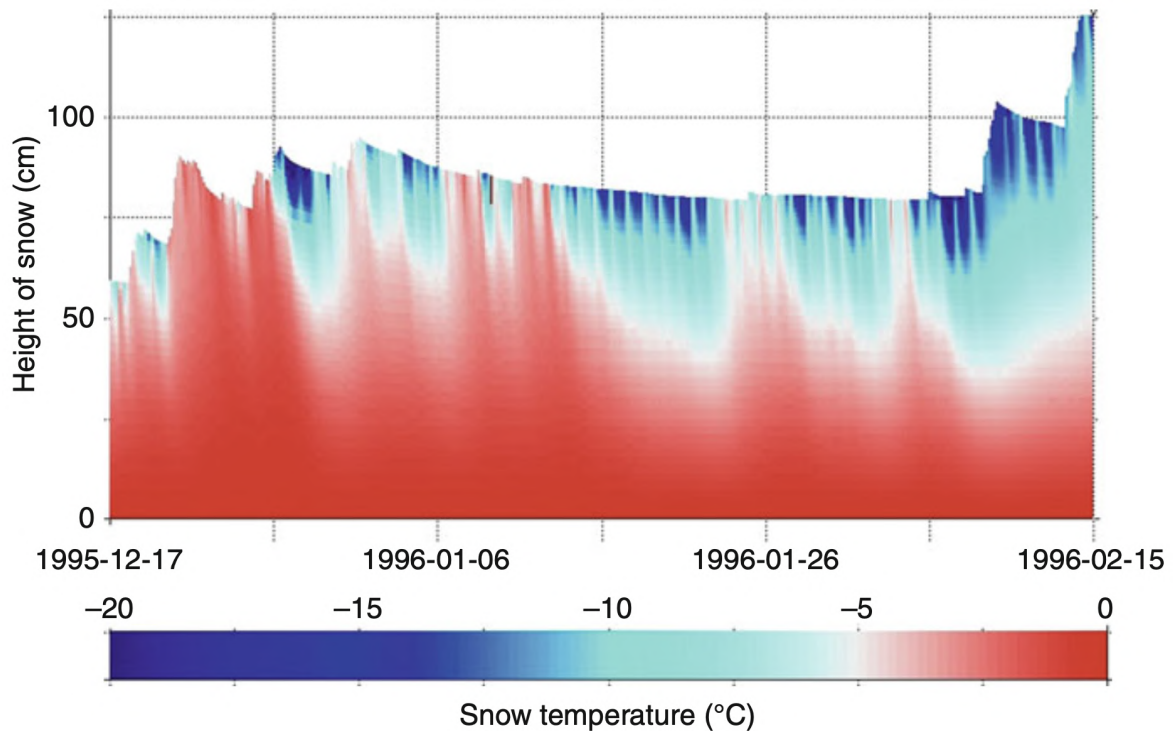 Height of snow (cm)
100
50
0
1995-12-17 1996-01-06 1996-01-26 1996-02-15
–20 –15 –10 –5 0
Snow temperature (°C)